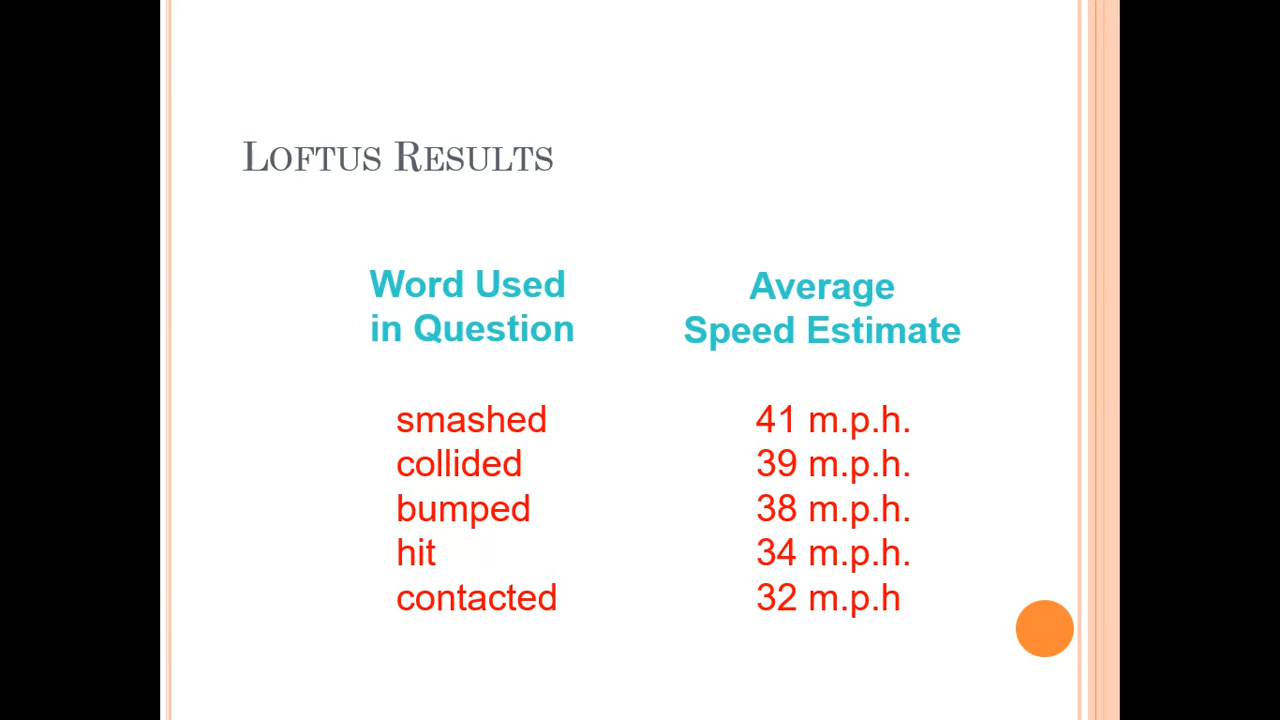 Loftus Results
Word Used
in Question
Average
Speed Estimate
smashed 41 m.p.h.
collided 39 m.p.h.
bumped 38 m.p.h.
hit 34 m.p.h.
contacted 32 m.p.h